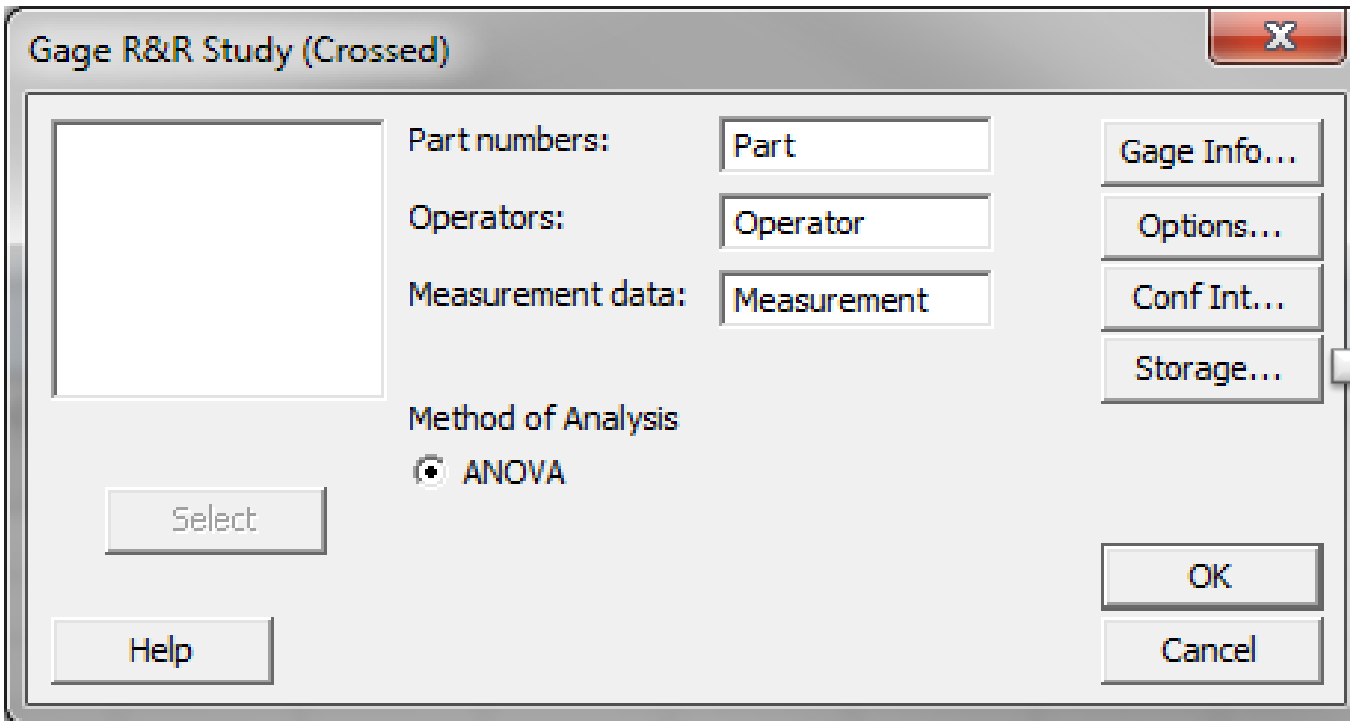 Gage R&R Study (Crossed)
Part numbers:
Part
Gage Info...
Operators:
Operator
Options...
Measurement data:
Measurement
Conf Int...
Storage...
Method of Analysis
ANOVA
Select
OK
Help
Cancel